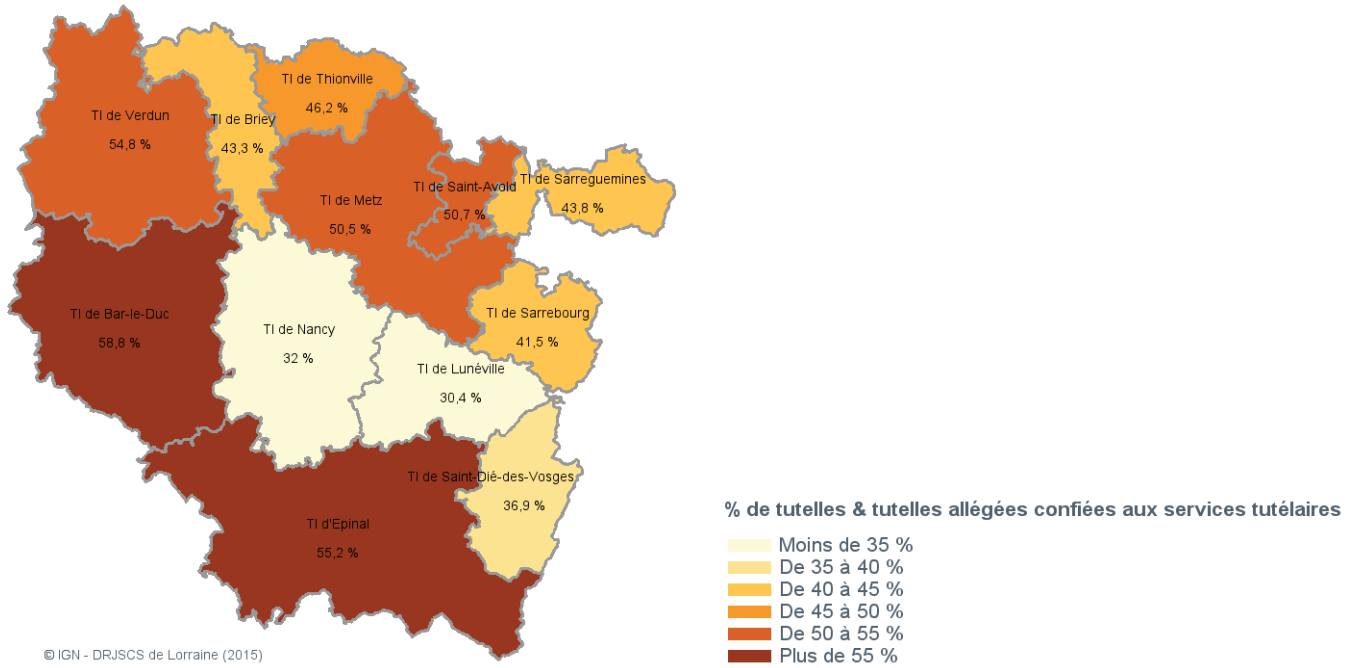 TI de Thionville
46,2 %
TI de Verdun
54,8 %
TI de Briey
43,3 %
TI de Saint-Avold
50,7 %
TI de Sarreguemines
43,8 %
TI de Metz
50,5 %
TI de Bar-le-Duc
58,8 %
TI de Nancy
32 %
TI de Sarrebourg
41,5 %
TI de Lunéville
30,4 %
TI de Saint-Dié-des-Vosges
36,9 %
TI d'Epinal
55,2 %
% de tutelles & tutelles allégées confiées aux services tutélaires
Moins de 35 %
De 35 à 40 %
De 40 à 45 %
De 45 à 50 %
De 50 à 55 %
Plus de 55 %
© IGN - DRJSCS de Lorraine (2015)